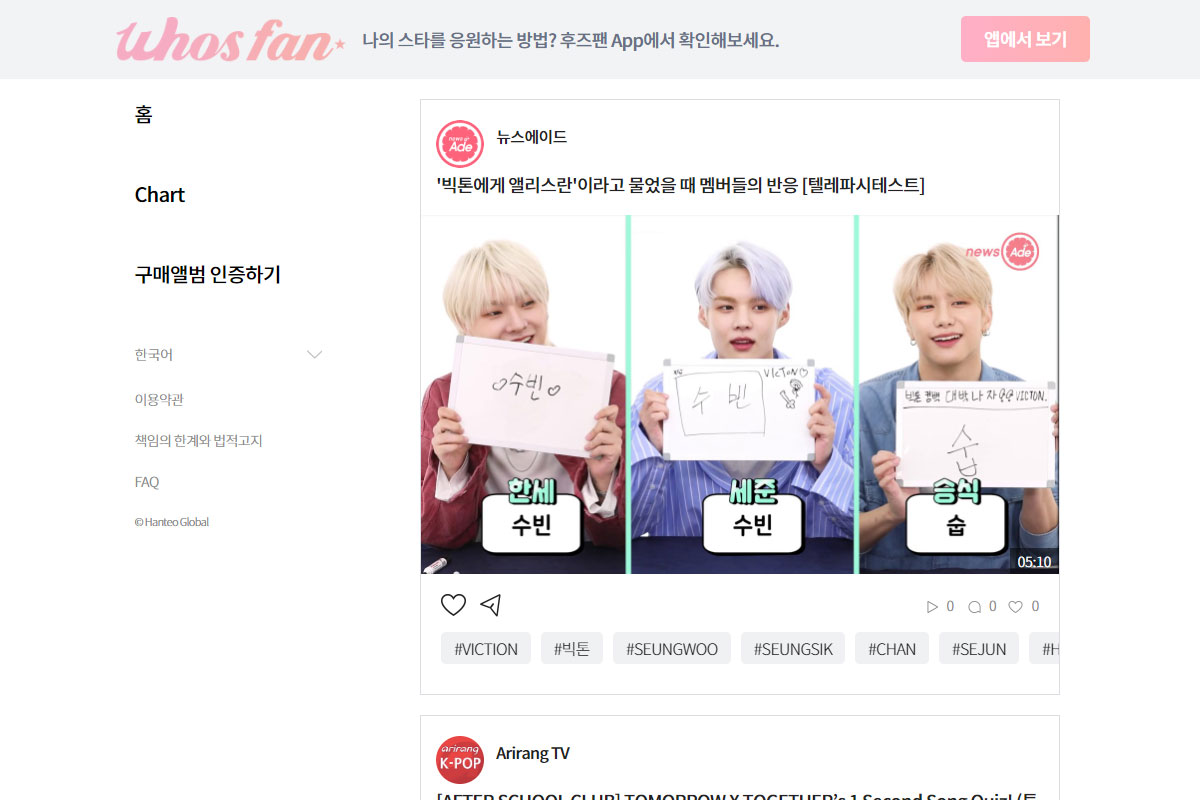 whosfan
나의 스타를 응원하는 방법? 후즈팬 App에서 확인해보세요.
앱에서 보기
홈
Chart
구매앨범 인증하기
한국어
이용약관
책임의 한계와 법적고지
FAQ
© Hanteo Global
news Ade
뉴스에이드
'빅톤에게 앨리스란'이라고 물었을 때 멤버들의 반응 [텔레파시테스트]
news Ade
수빈
VICTON
수 빈
빅톤 컴백 대박나자@@VICTON.
숩
한세
수빈
세준
수빈
승식
숩
05:10
0
0
0
#VICTION
#빅톤
#SEUNGWOO
#SEUNGSIK
#CHAN
#SEJUN
#H
arirang
K-POP
Arirang TV
[AFTER SCHOOL CLUB] TOMORROW X TOGETHER's 1 Second Song Quiz! (투